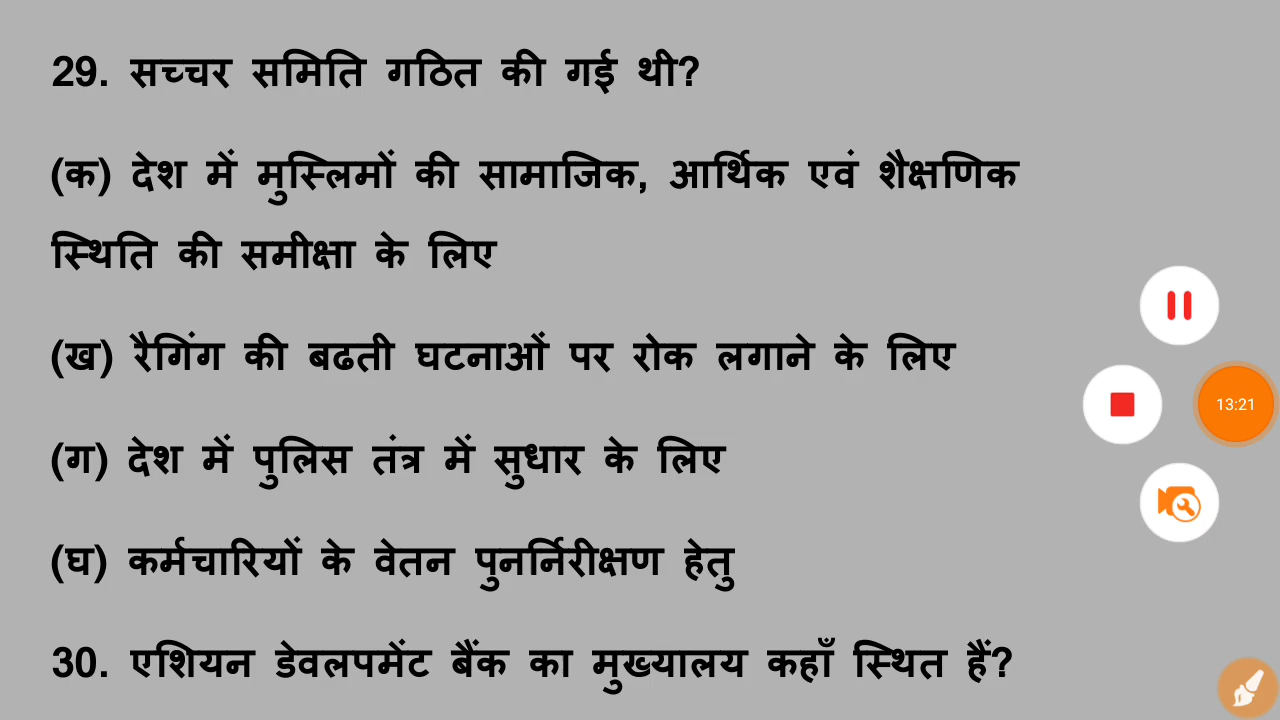 29. सच्चर समिति गठित की गई थी?
(क) देश में मुस्लिमों की सामाजिक, आर्थिक एवं शैक्षणिक
स्थिति की समीक्षा के लिए
(ख) रैगिंग की बढती घटनाओं पर रोक लगाने के लिए
13:21
(ग) देश में पुलिस तंत्र में सुधार के लिए
(घ) कर्मचारियों के वेतन पुनर्निरीक्षण हेतु
30. एशियन डेवलपमेंट बैंक का मुख्यालय कहाँ स्थित हैं?